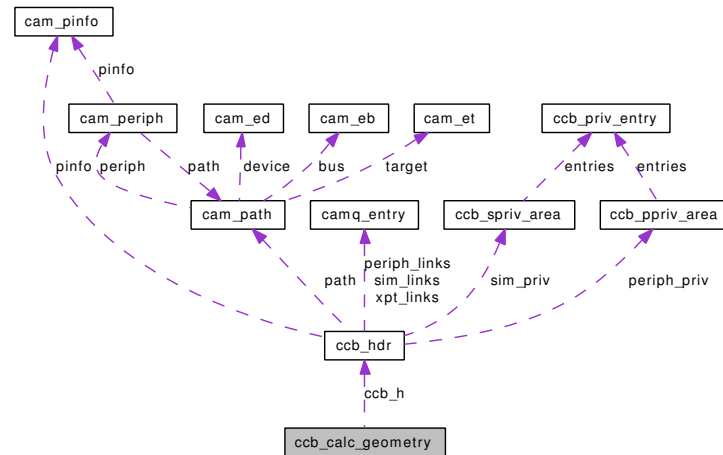 cam_pinfo
pinfo
cam_periph
cam_ed
cam_eb
cam_et
ccb_priv_entry
pinfo
periph
path
device
bus
target
entries
entries
cam_path
camq_entry
ccb_spriv_area
ccb_ppriv_area
path
periph_links
sim_links
xpt_links
sim_priv
periph_priv
ccb_hdr
ccb_h
ccb_calc_geometry